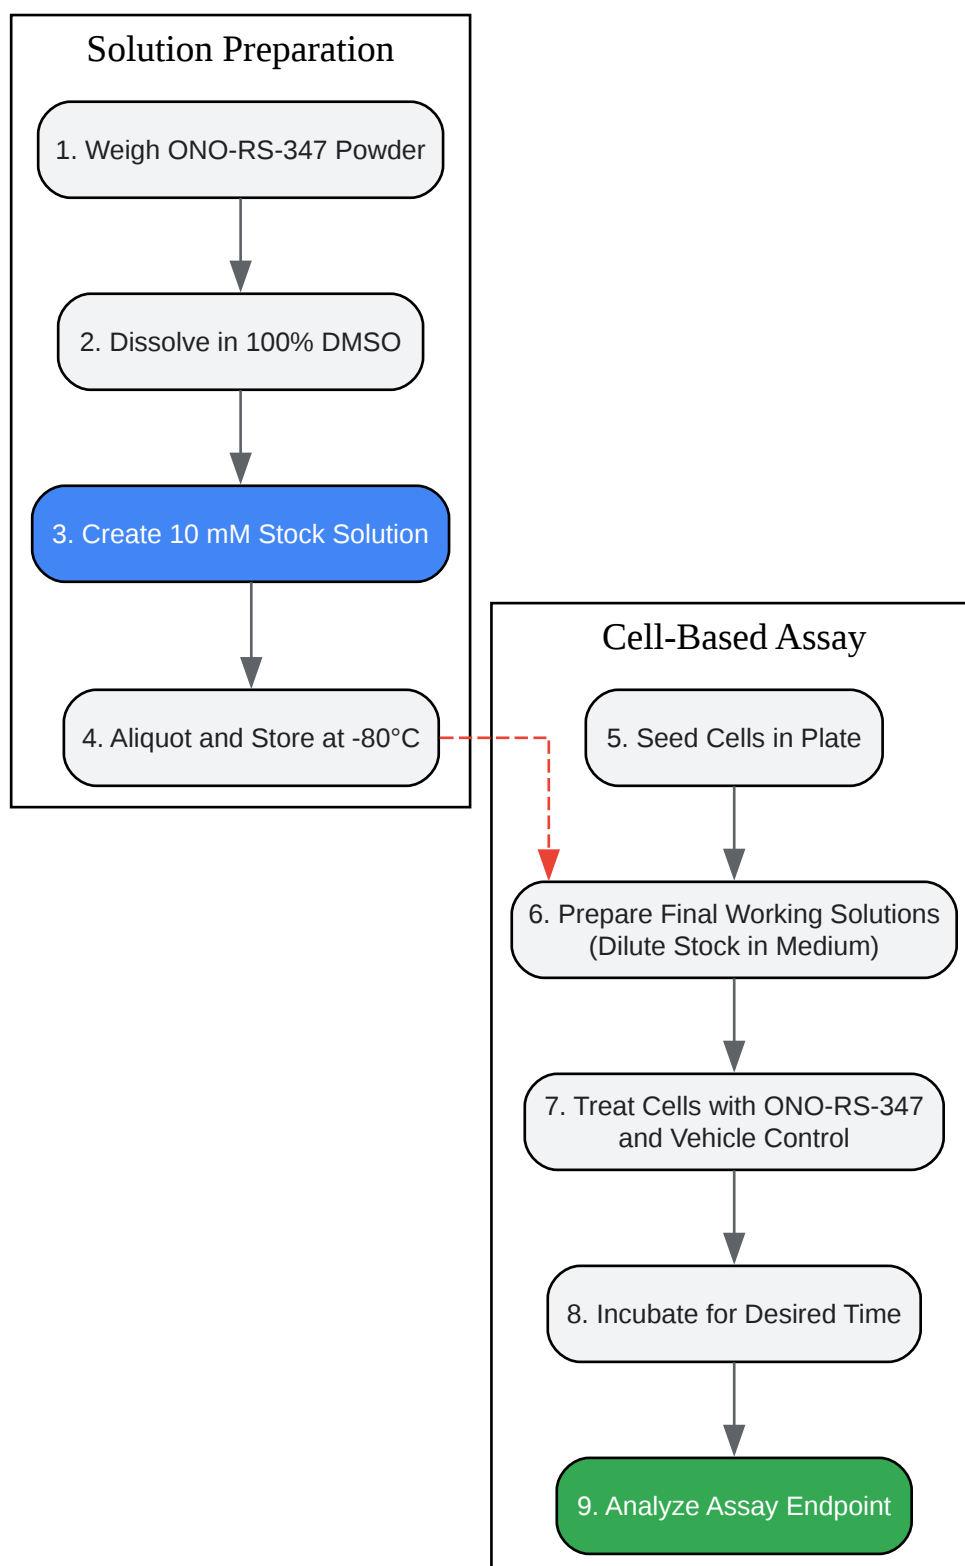 Solution Preparation
1. Weigh ONO-RS-347 Powder
2. Dissolve in 100% DMSO
3. Create 10 mM Stock Solution
4. Aliquot and Store at -80°C
Cell-Based Assay
5. Seed Cells in Plate
6. Prepare Final Working Solutions
(Dilute Stock in Medium)
7. Treat Cells with ONO-RS-347
and Vehicle Control
8. Incubate for Desired Time
9. Analyze Assay Endpoint